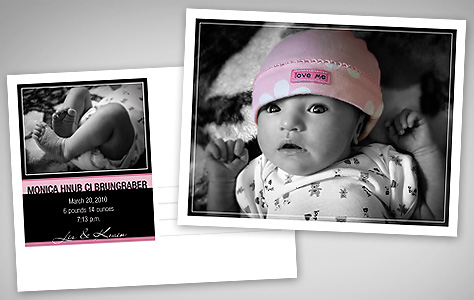 love me
MONICA HNUB CI BRUNGRABER
March 20, 2010
6 pounds 14 ounces
7:13 p.m.